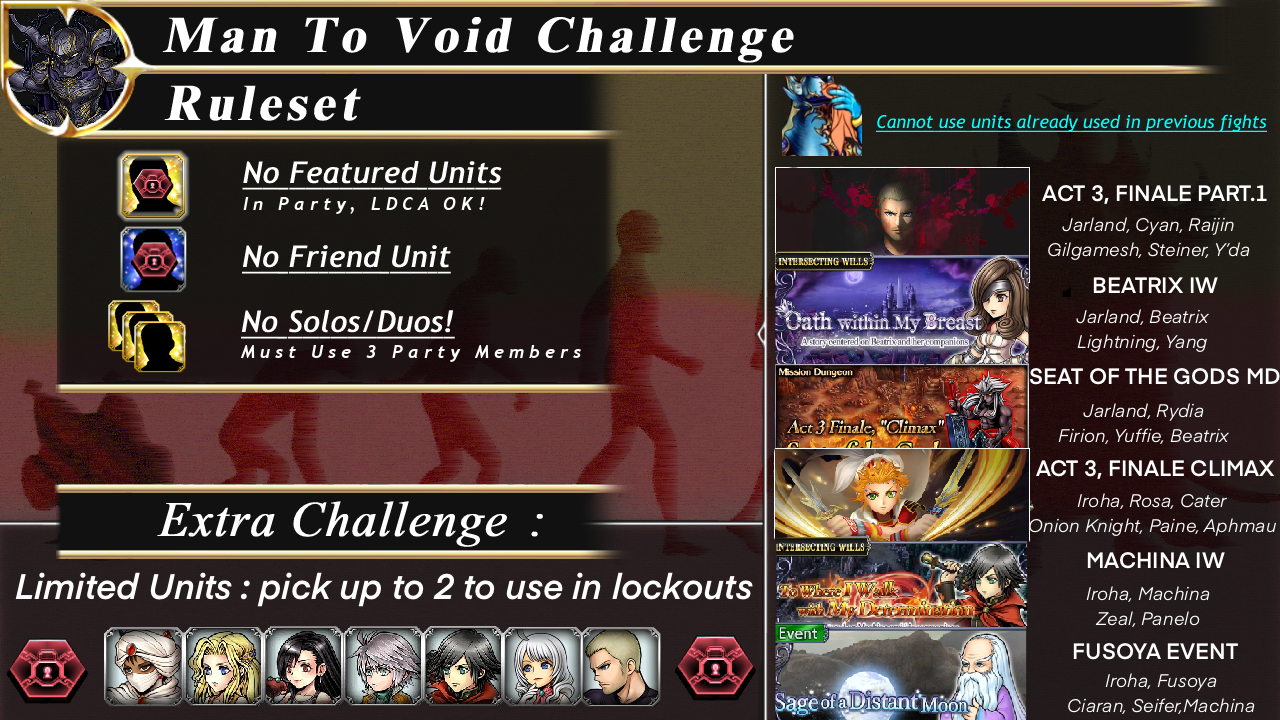 Man To Void Challenge
Ruleset
No Featured Units
In Party, LDCA OK!
No Friend Unit
No Solos/Duos!
Must Use 3 Party Members
Extra Challenge :
Limited Units : pick up to 2 to use in lockouts
Cannot use units already used in previous fights
ACT 3, FINALE PART.1
Jarland, Cyan, Raijin
Gilgamesh, Steiner, Y'da
INTERSECTING WILLS
Oath within My Breast
A story centered on Beatrix and her companions
BEATRIX IW
Jarland, Beatrix
Lightning, Yang
Mission Dungeon
Act 3 Finale, "Climax"
SEAT OF THE GODS MD
Jarland, Rydia
Firion, Yuffie, Beatrix
ACT 3, FINALE CLIMAX
Iroha, Rosa, Cater
Onion Knight, Paine, Aphmau
INTERSECTING WILLS
To Where I Walk
with My Determination
MACHINA IW
Iroha, Machina
Zeal, Panelo
Event
Sage of a Distant Moon
FUSOYA EVENT
Iroha, Fusoya
Ciaran, Seifer,Machina